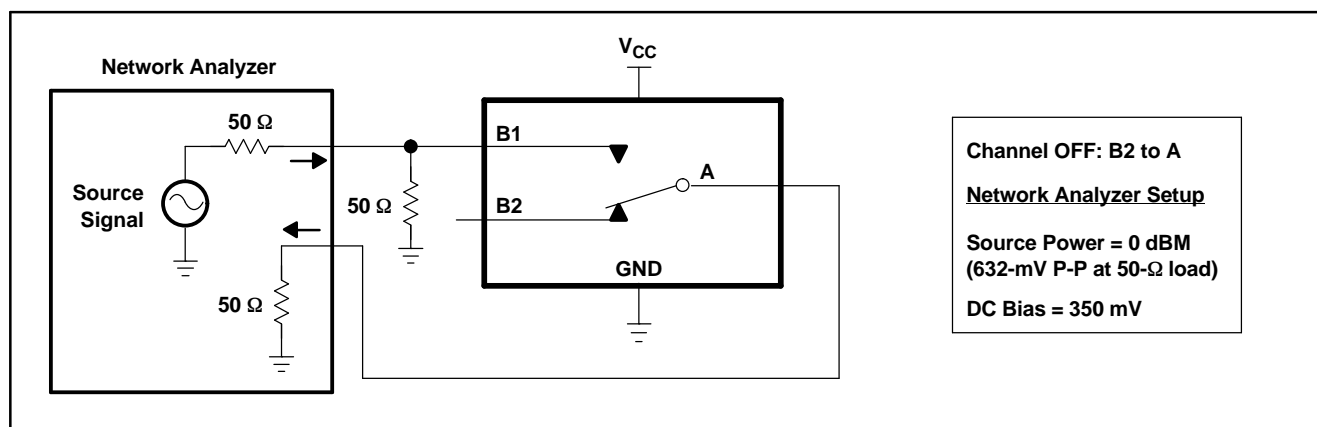 V_CC
Network Analyzer
50 Ω
B1
A
Source
Signal
50 Ω
B2
GND
50 Ω
Channel OFF: B2 to A
Network Analyzer Setup
Source Power = 0 dBM
(632-mV P-P at 50-Ω load)
DC Bias = 350 mV